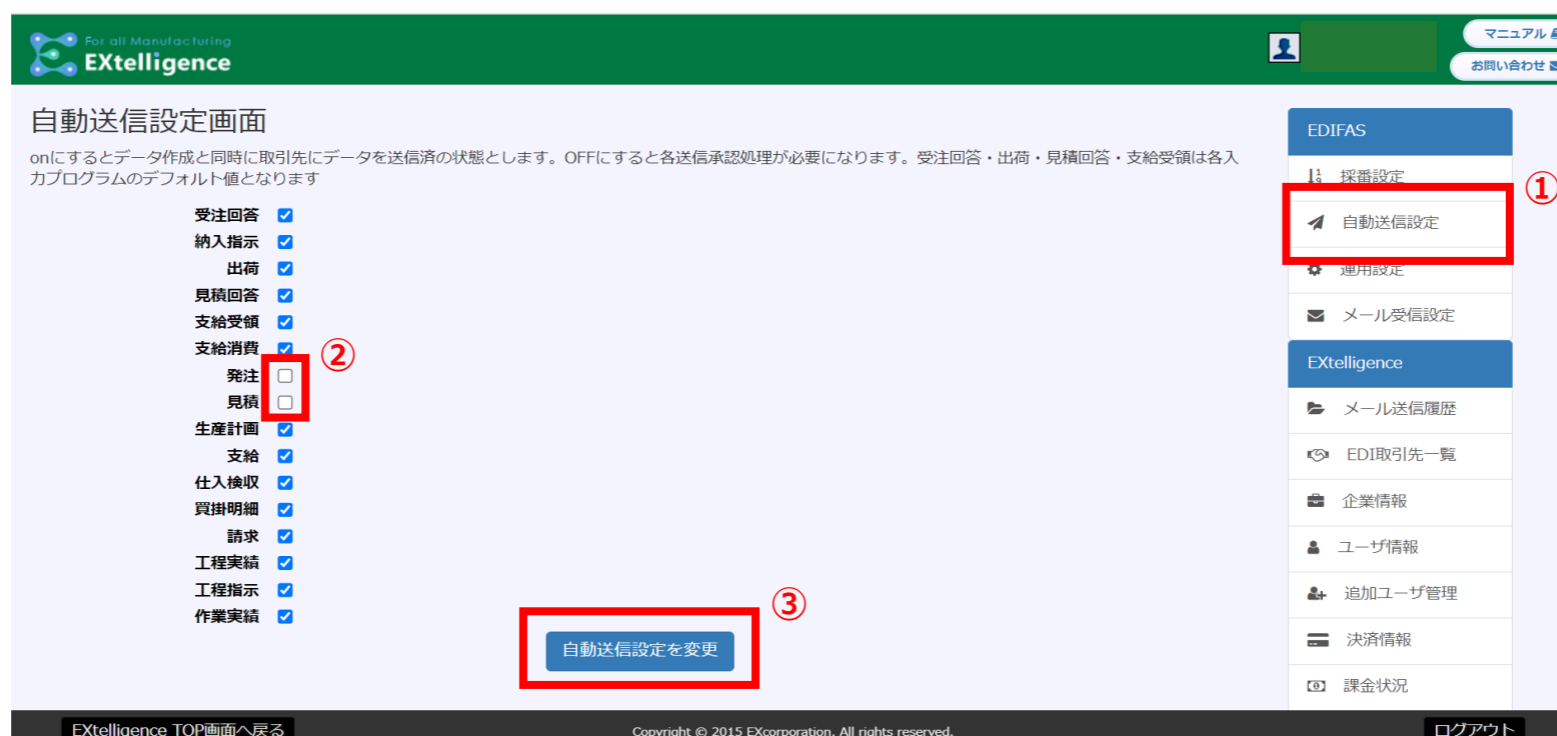 For all Manufacturing
EXtelligence
マニュアル
お問い合わせ
自動送信設定画面
onにするとデータ作成と同時に取引先にデータを送信済の状態とします。OFFにすると各送信承認処理が必要になります。受注回答・出荷・見積回答・支給受領は各入
力プログラムのデフォルト値となります
受注回答
納入指示
出荷
見積回答
支給受領
支給消費
②
発注
見積
生産計画
支給
仕入検収
買掛明細
請求
工程実績
工程指示
作業実績
③
自動送信設定を変更
EDIFAS
採番設定
①
自動送信設定
運用設定
メール受信設定
EXtelligence
メール送信履歴
EDI取引先一覧
企業情報
ユーザ情報
追加ユーザ管理
決済情報
課金状況
EXtelligence TOP画面へ戻る
Copyright © 2015 EXcorporation. All rights reserved.
ログアウト